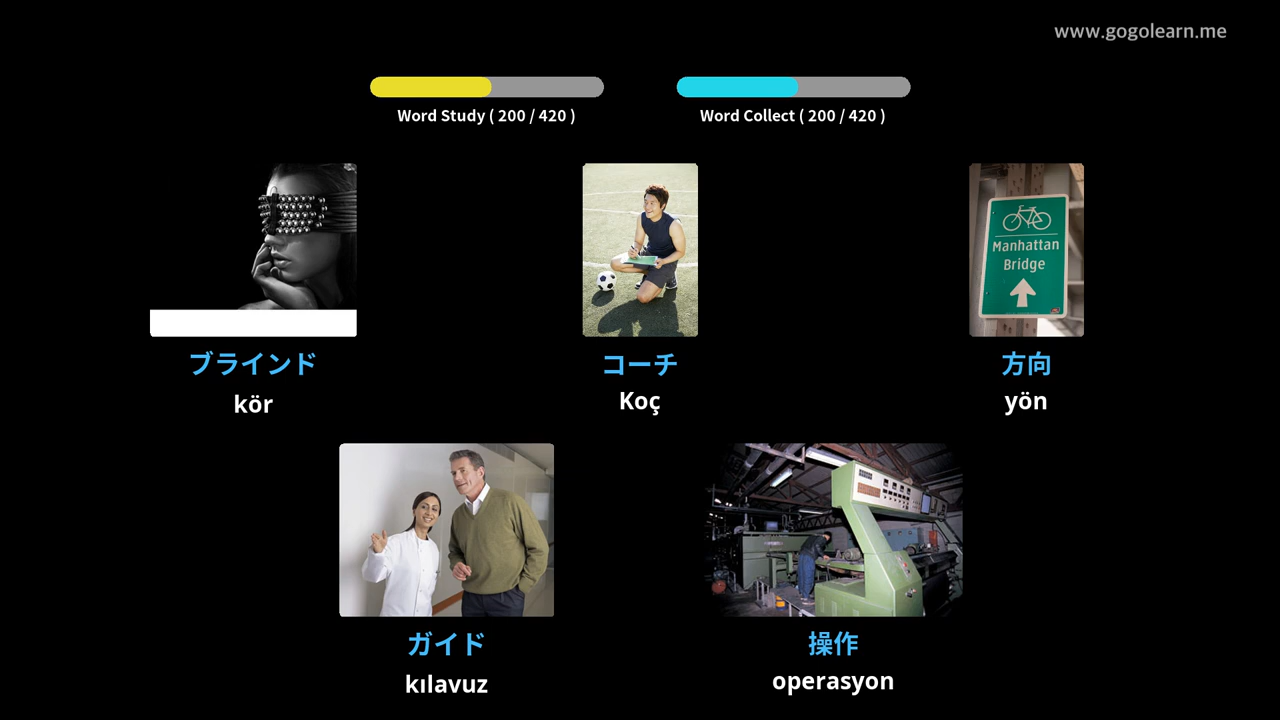 www.gogolearn.me
Word Study ( 200 / 420 )
Word Collect ( 200 / 420 )
Manhattan
Bridge
ブラインド
kör
コーチ
Koç
方向
yön
ガイド
kılavuz
操作
operasyon